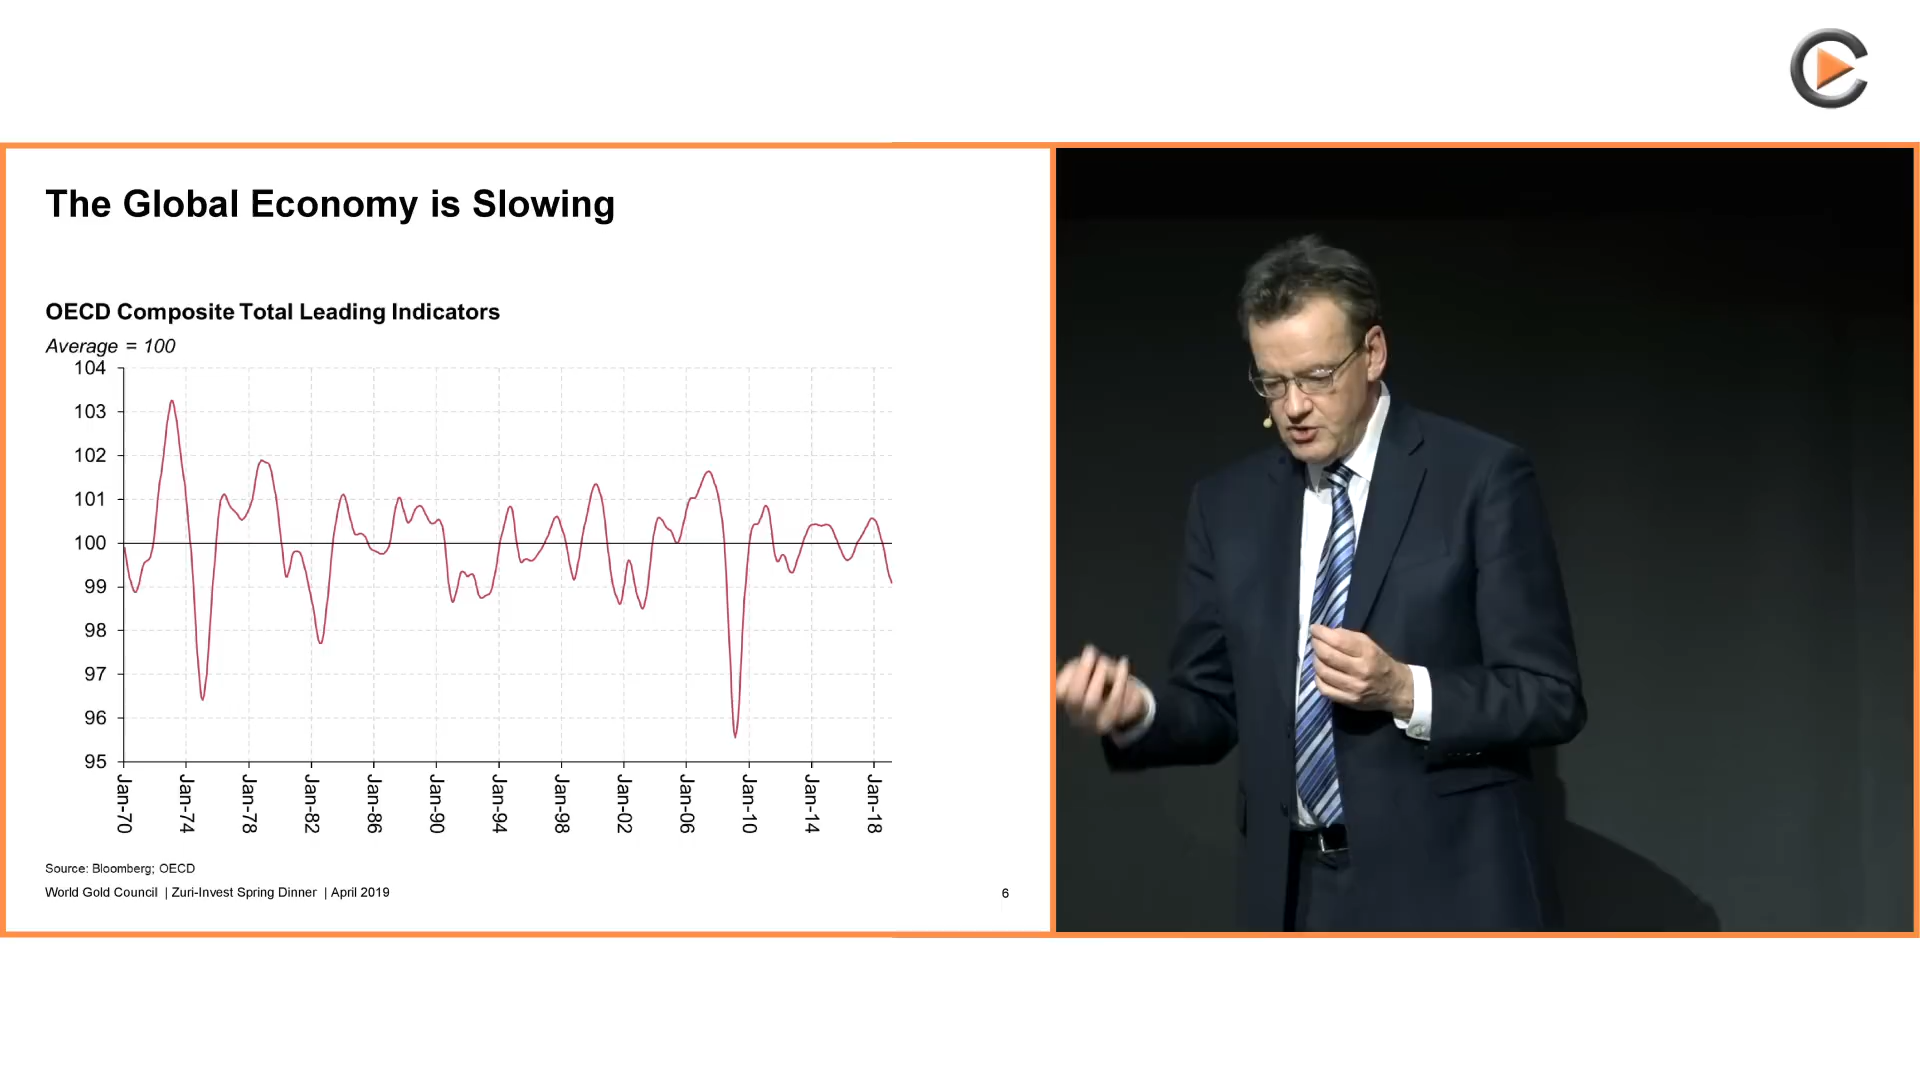 The Global Economy is Slowing
OECD Composite Total Leading Indicators
Average = 100
104
103
102
101
100
99
98
97
96
95
Jan-70
Jan-74
Jan-78
Jan-82
Jan-86
Jan-90
Jan-94
Jan-98
Jan-02
Jan-06
Jan-10
Jan-14
Jan-18
Source: Bloomberg; OECD
World Gold Council | Zuri-Invest Spring Dinner | April 2019
6